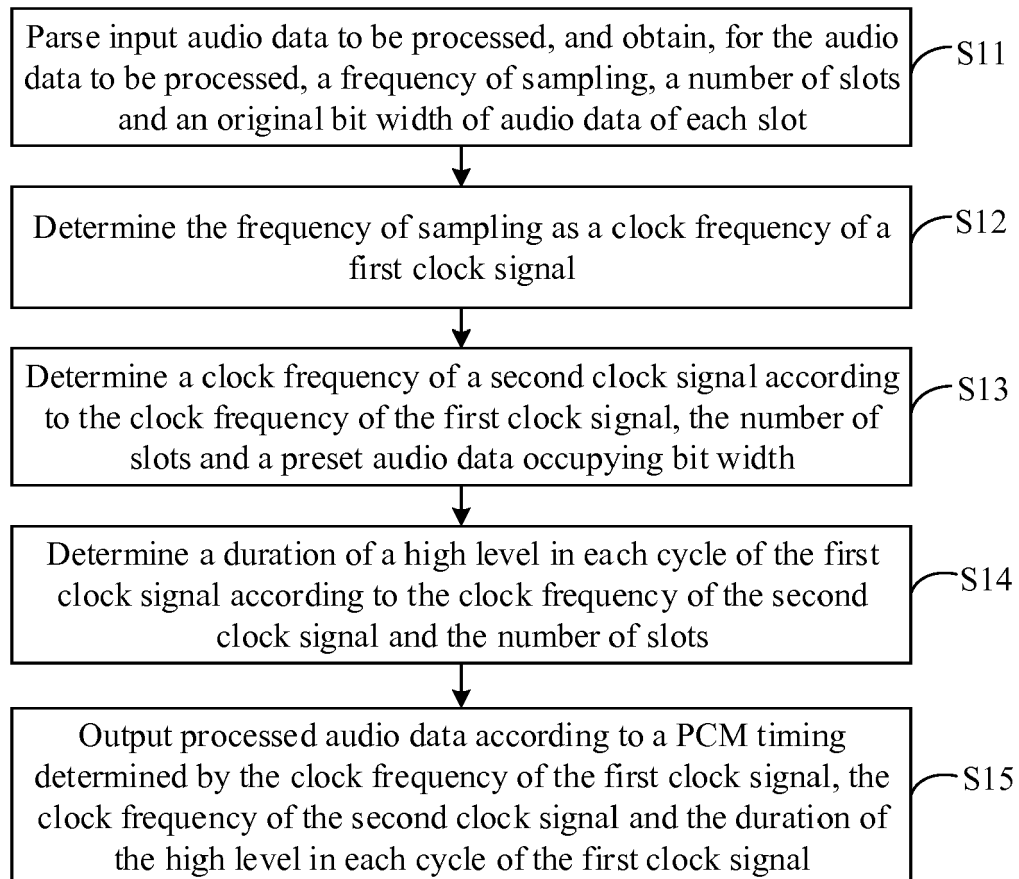 Parse input audio data to be processed, and obtain, for the audio
data to be processed, a frequency of sampling, a number of slots
and an original bit width of audio data of each slot
S11
Determine the frequency of sampling as a clock frequency of a
first clock signal
S12
Determine a clock frequency of a second clock signal according
to the clock frequency of the first clock signal, the number of
slots and a preset audio data occupying bit width
S13
Determine a duration of a high level in each cycle of the first
clock signal according to the clock frequency of the second
clock signal and the number of slots
S14
Output processed audio data according to a PCM timing
determined by the clock frequency of the first clock signal, the
clock frequency of the second clock signal and the duration of
the high level in each cycle of the first clock signal
S15